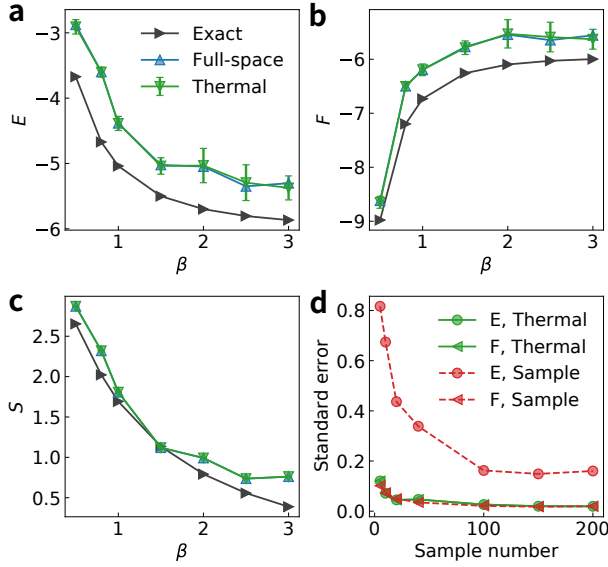 a
−3
−4
−5
−6
E
1
2
3
β
Exact
Full-space
Thermal
b
−6
−7
−8
−9
F
1
2
3
β
c
2.5
2.0
1.5
1.0
0.5
S
1
2
3
β
d
0.8
0.6
0.4
0.2
0.0
Standard error
0
100
200
Sample number
E, Thermal
F, Thermal
E, Sample
F, Sample